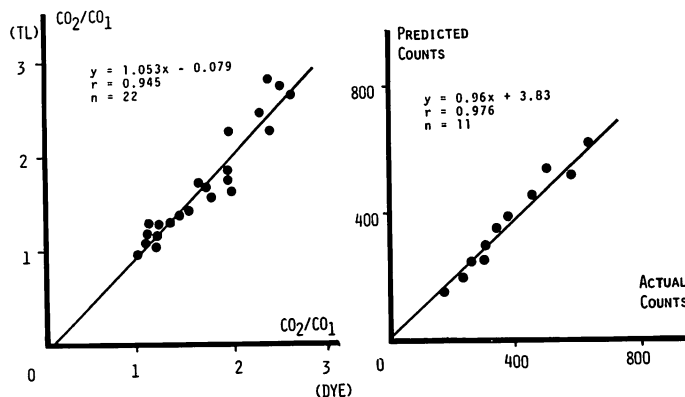 CO2/CO1
(TL)
3
y = 1.053x - 0.079
r = 0.945
n = 22
2
1
CO2/CO1
0
1
2
3
(DYE)
PREDICTED
COUNTS
800
y = 0.96x + 3.83
r = 0.976
n = 11
400
ACTUAL
COUNTS
0
400
800